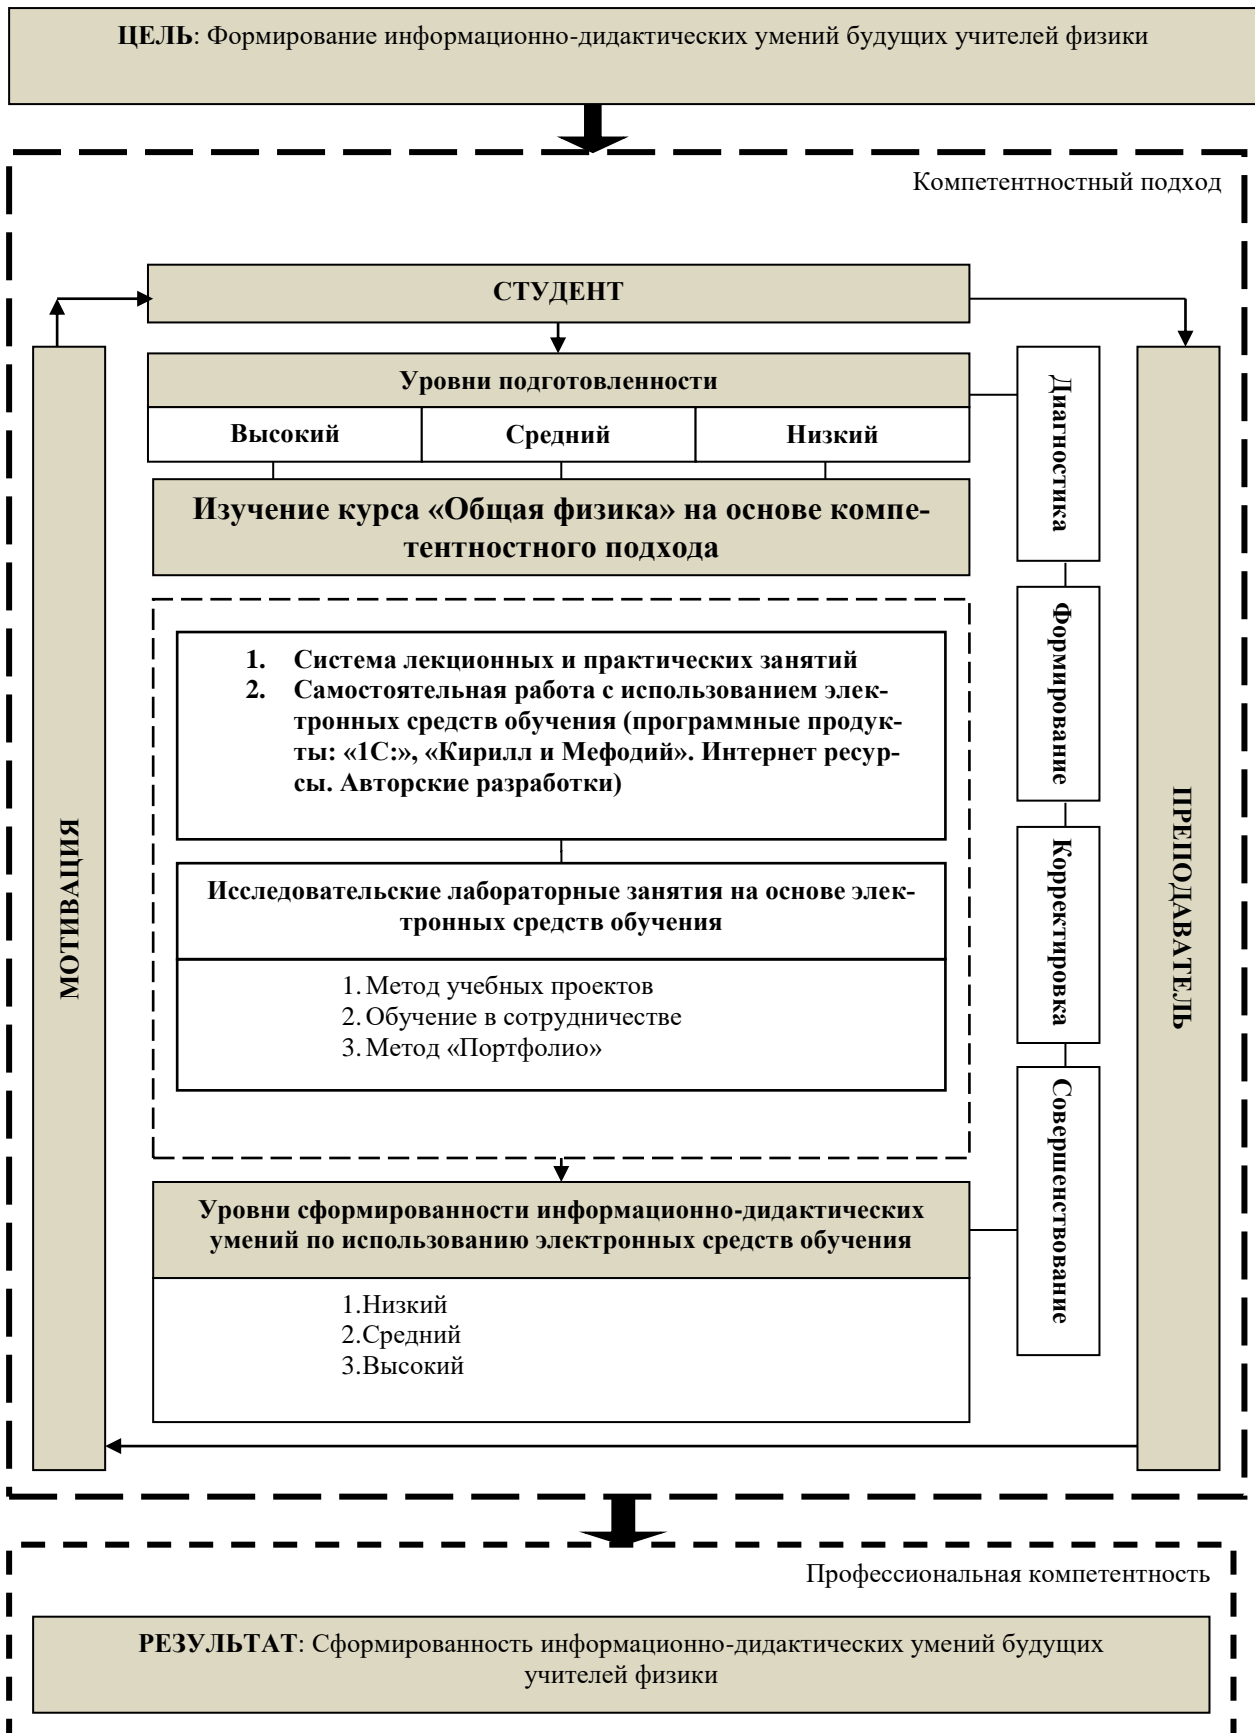 ЦЕЛЬ: Формирование информационно-дидактических умений будущих учителей физики
Компетентностный подход
СТУДЕНТ
Уровни подготовленности
Высокий
Средний
Низкий
Изучение курса «Общая физика» на основе компе-
тентностного подхода
1. Система лекционных и практических занятий
2. Самостоятельная работа с использованием элек-
тронных средств обучения (программные продук-
ты: «1С:», «Кирилл и Мефодий». Интернет ресур-
сы. Авторские разработки)
Исследовательские лабораторные занятия на основе элек-
тронных средств обучения
1. Метод учебных проектов
2. Обучение в сотрудничестве
3. Метод «Портфолио»
Уровни сформированности информационно-дидактических
умений по использованию электронных средств обучения
1.Низкий
2.Средний
3.Высокий
МОТИВАЦИЯ
Диагностика
Формирование
Корректировка
Совершенствование
ПРЕПОДАВАТЕЛЬ
Профессиональная компетентность
РЕЗУЛЬТАТ: Сформированность информационно-дидактических умений будущих
учителей физики